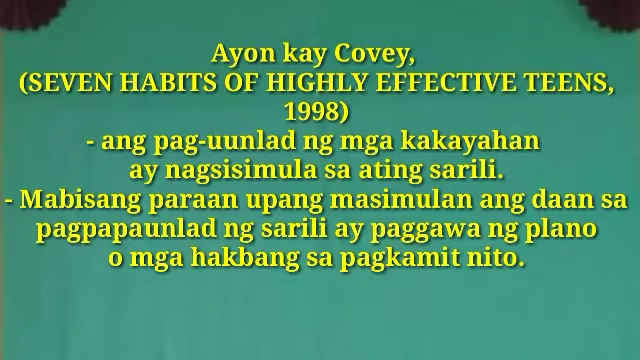 Ayon kay Covey,
(SEVEN HABITS OF HIGHLY EFFECTIVE TEENS,
1998)
- ang pag-uunlad ng mga kakayahan
ay nagsisimula sa ating sarili.
- Mabisang paraan upang masimulan ang daan sa
pagpapaunlad ng sarili ay paggawa ng plano
o mga hakbang sa pagkamit nito.